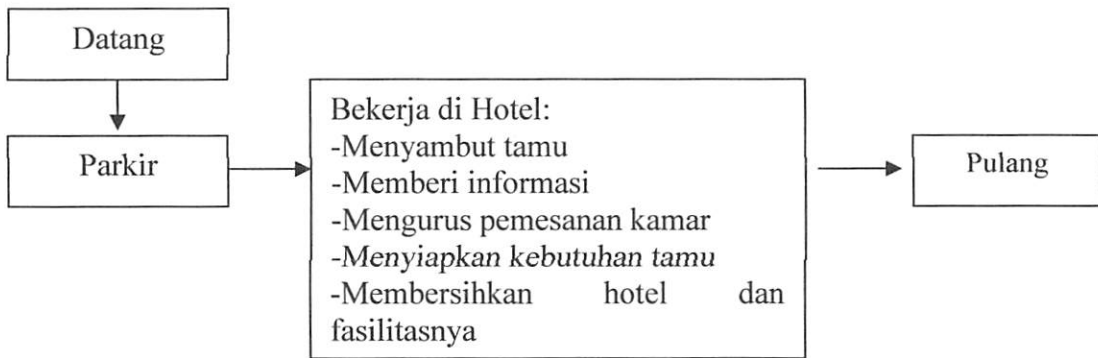 Datang
Parkir
Bekerja di Hotel:
-Menyambut tamu
-Memberi informasi
-Mengurus pemesanan kamar
-Menyiapkan kebutuhan tamu
-Membersihkan hotel dan
fasilitasnya
Pulang